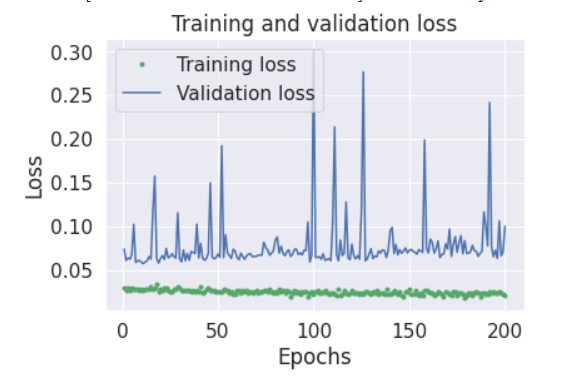 Training and validation loss
0.30
Training loss
0.25
Validation loss
0.20
Loss
0.15
0.10
0.05
0 50 100 150 200
Epochs